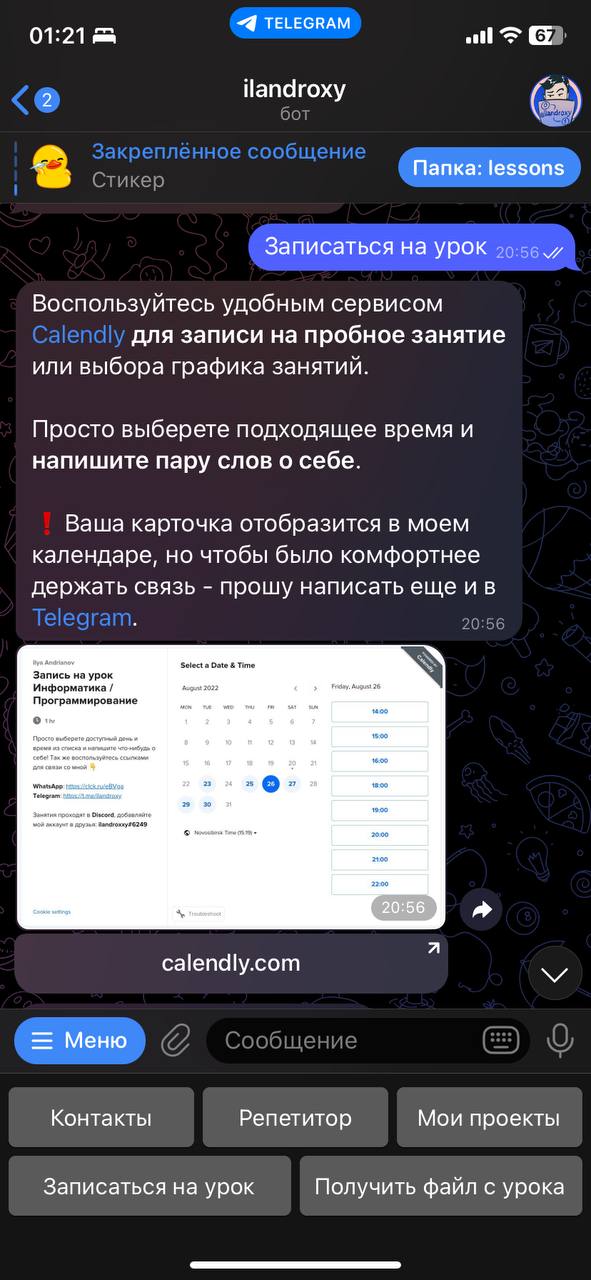 01:21
TELEGRAM
67
2
ilandroxy
бот
Закреплённое сообщение
Стикер
Папка: lessons
Записаться на урок 20:56
Воспользуйтесь удобным сервисом
Calendly для записи на пробное занятие
или выбора графика занятий.
Просто выберете подходящее время и
напишите пару слов о себе.
❗ Ваша карточка отобразится в моем
календаре, но чтобы было комфортнее
держать связь - прошу написать еще и в
Telegram.
20:56
Ilya Andrianov
Запись на урок
Информатика /
Программирование
1 hr
Просто выберите доступный день и
время из списка и напишите что-нибудь о
себе! Так же воспользуйтесь ссылками
для связи со мной 👇
WhatsApp: https://clck.ru/eBVga
Telegram: https://t.me/ilandroxy
Занятия проходят в Discord, добавляйте
мой аккаунт в друзья: ilandroxxy#6249
Cookie settings
Select a Date & Time
August 2022
MON TUE WED THU FRI SAT SUN
1 2 3 4 5 6 7
8 9 10 11 12 13 14
15 16 17 18 19 20 21
22 23 24 25 26 27 28
29 30 31
Novosibirsk Time (15:19)
Troubleshoot
Calendly
Friday, August 26
14:00
15:00
16:00
18:00
19:00
20:00
21:00
22:00
20:56
calendly.com
Меню
Сообщение
Контакты
Репетитор
Мои проекты
Записаться на урок
Получить файл с урока